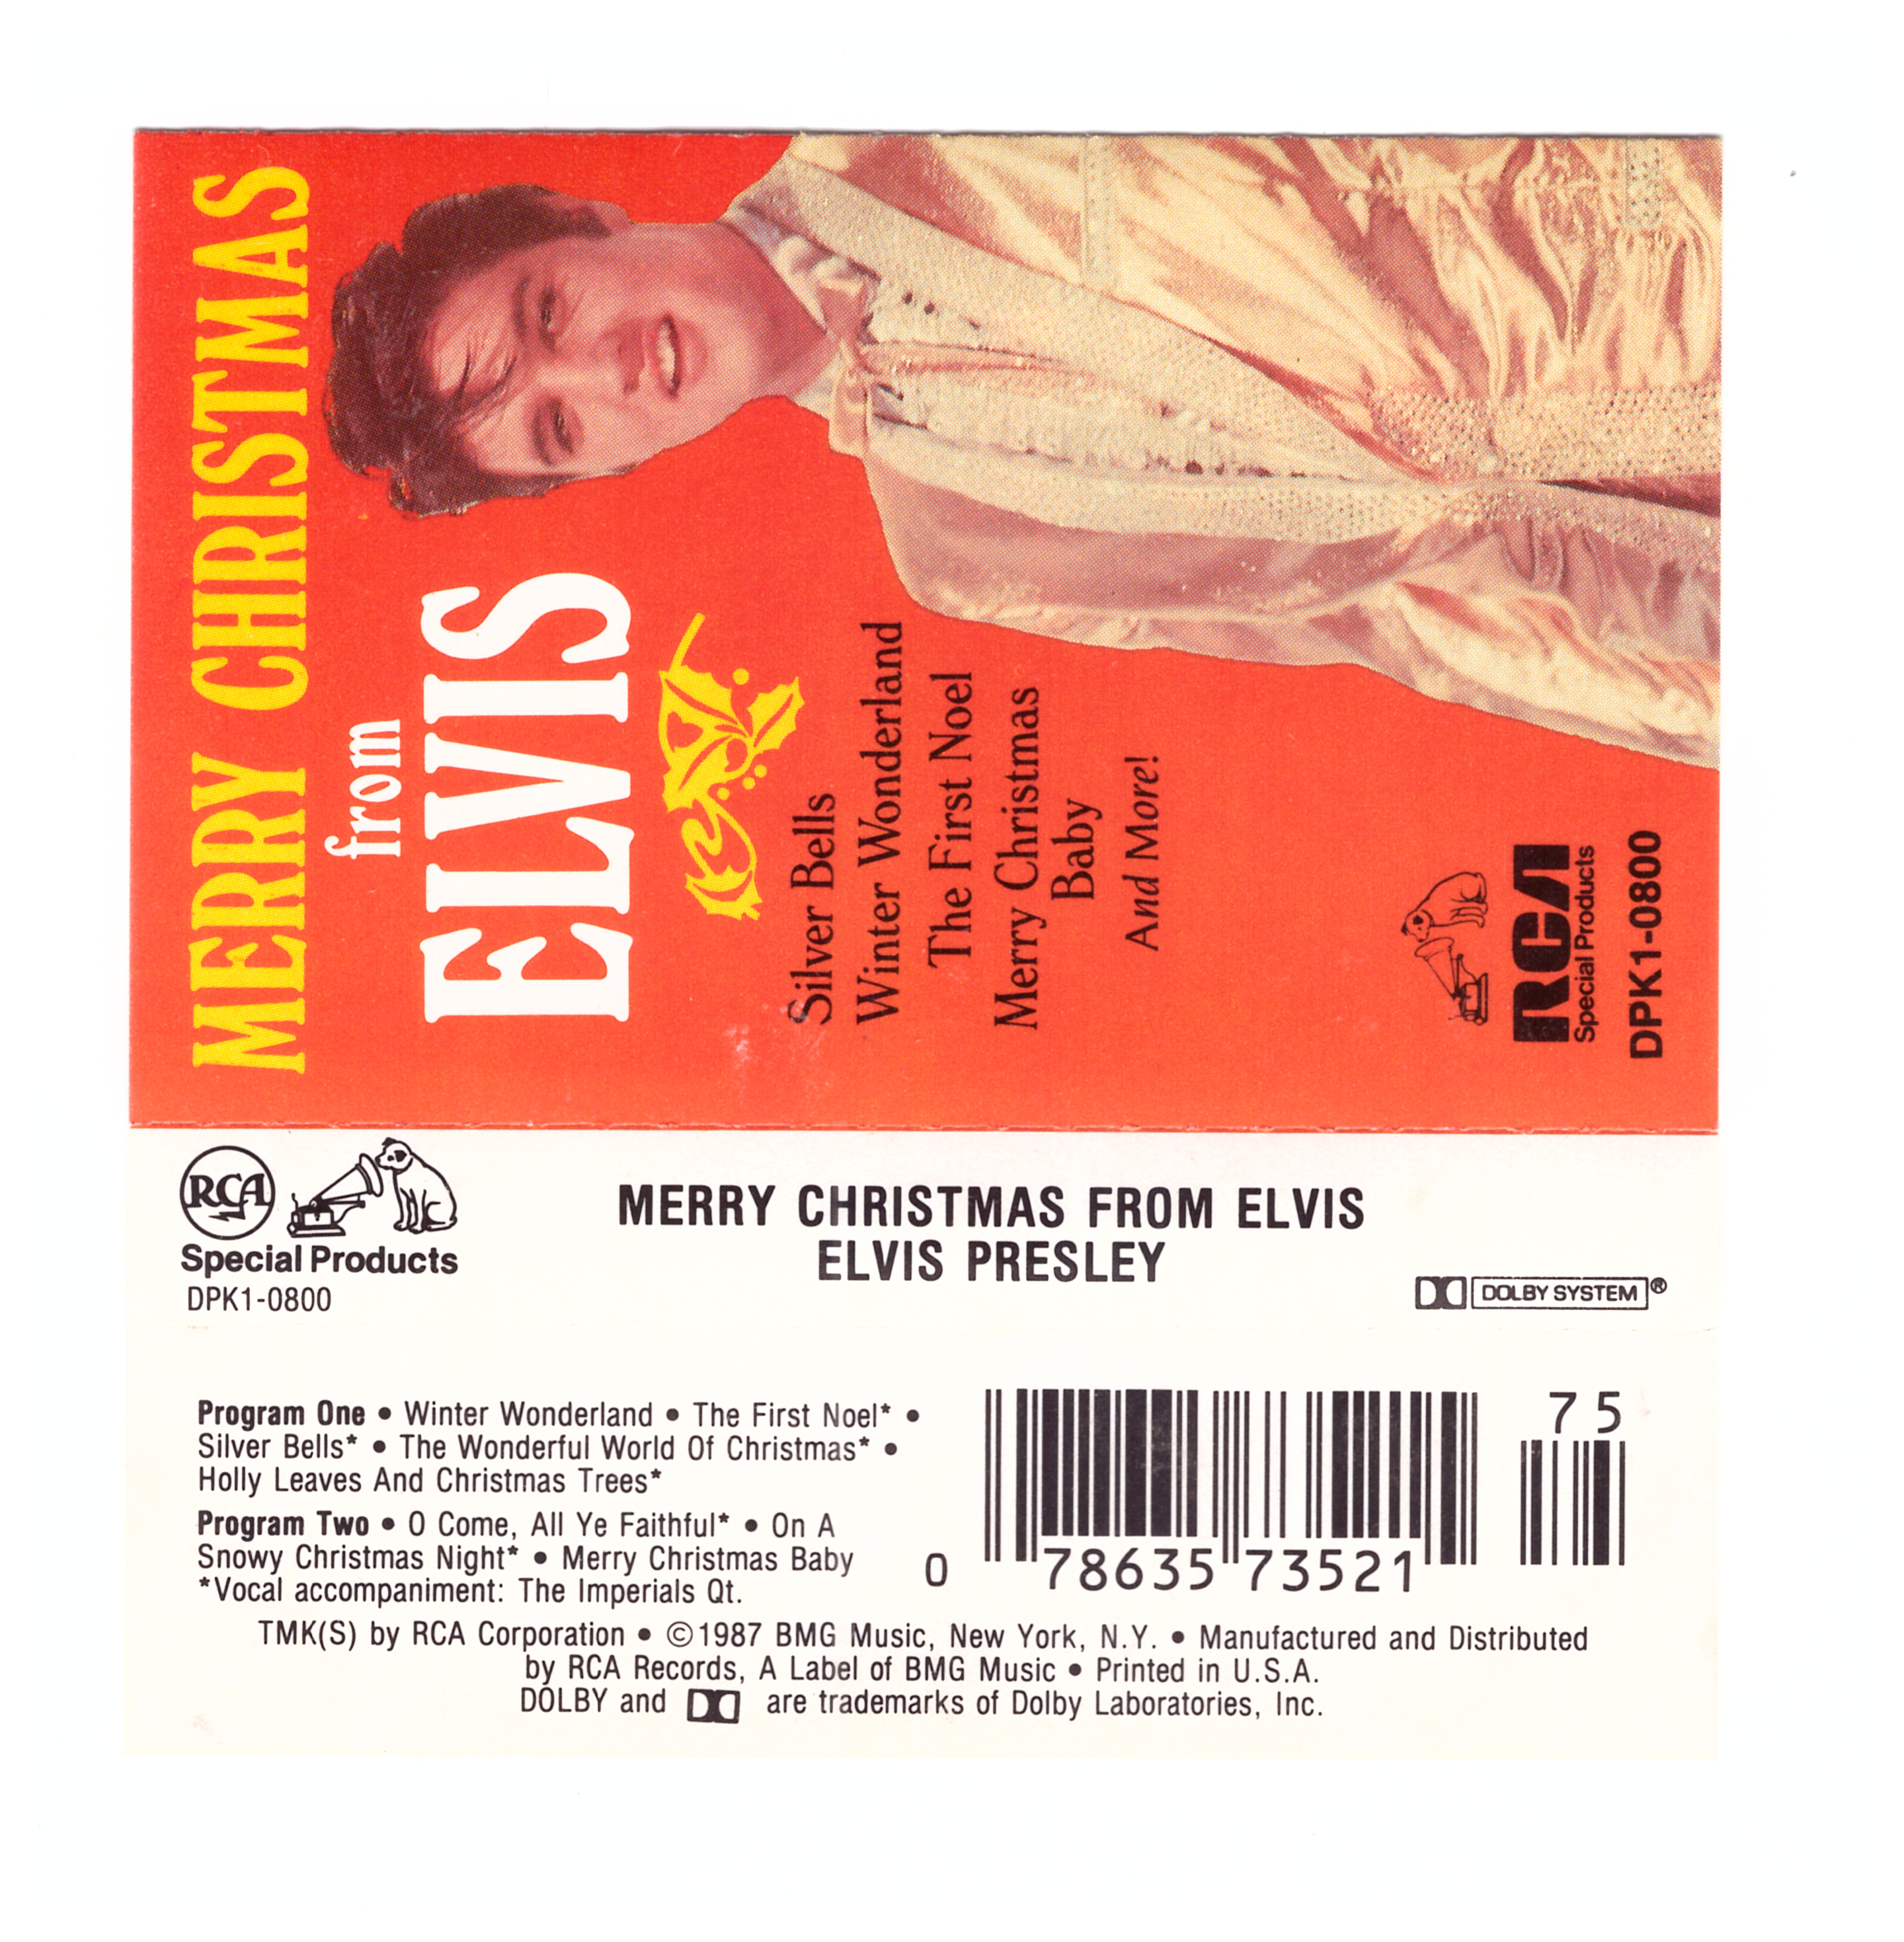 MERRY CHRISTMAS
from
ELVIS
Silver Bells
Winter Wonderland
The First Noel
Merry Christmas
Baby
And More!
RCA
Special Products
DPK1-0800
RCA
Special Products
DPK1-0800
MERRY CHRISTMAS FROM ELVIS
ELVIS PRESLEY
DOLBY SYSTEM ®
Program One • Winter Wonderland • The First Noel* •
Silver Bells* • The Wonderful World Of Christmas* •
Holly Leaves And Christmas Trees*
Program Two • O Come, All Ye Faithful* • On A
Snowy Christmas Night* • Merry Christmas Baby
*Vocal accompaniment: The Imperials Qt.
75
0 78635 73521
TMK(S) by RCA Corporation • ©1987 BMG Music, New York, N.Y. • Manufactured and Distributed
by RCA Records, A Label of BMG Music • Printed in U.S.A.
DOLBY and are trademarks of Dolby Laboratories, Inc.